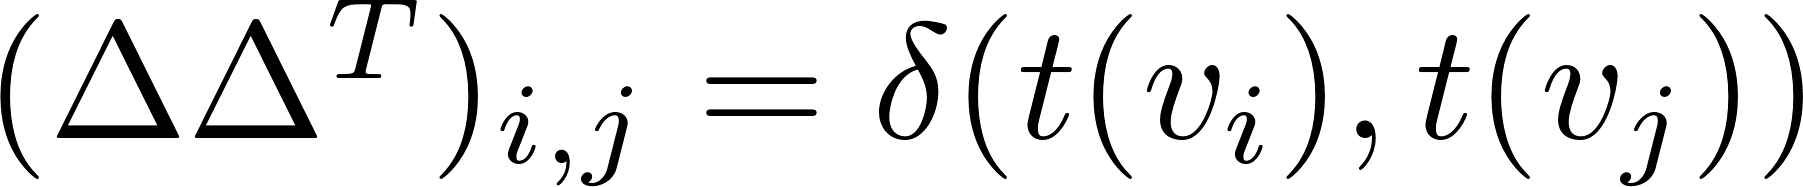 (ΔΔ^T)_{i,j} = δ(t(v_i), t(v_j))